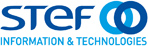 STEF
INFORMATION & TECHNOLOGIES